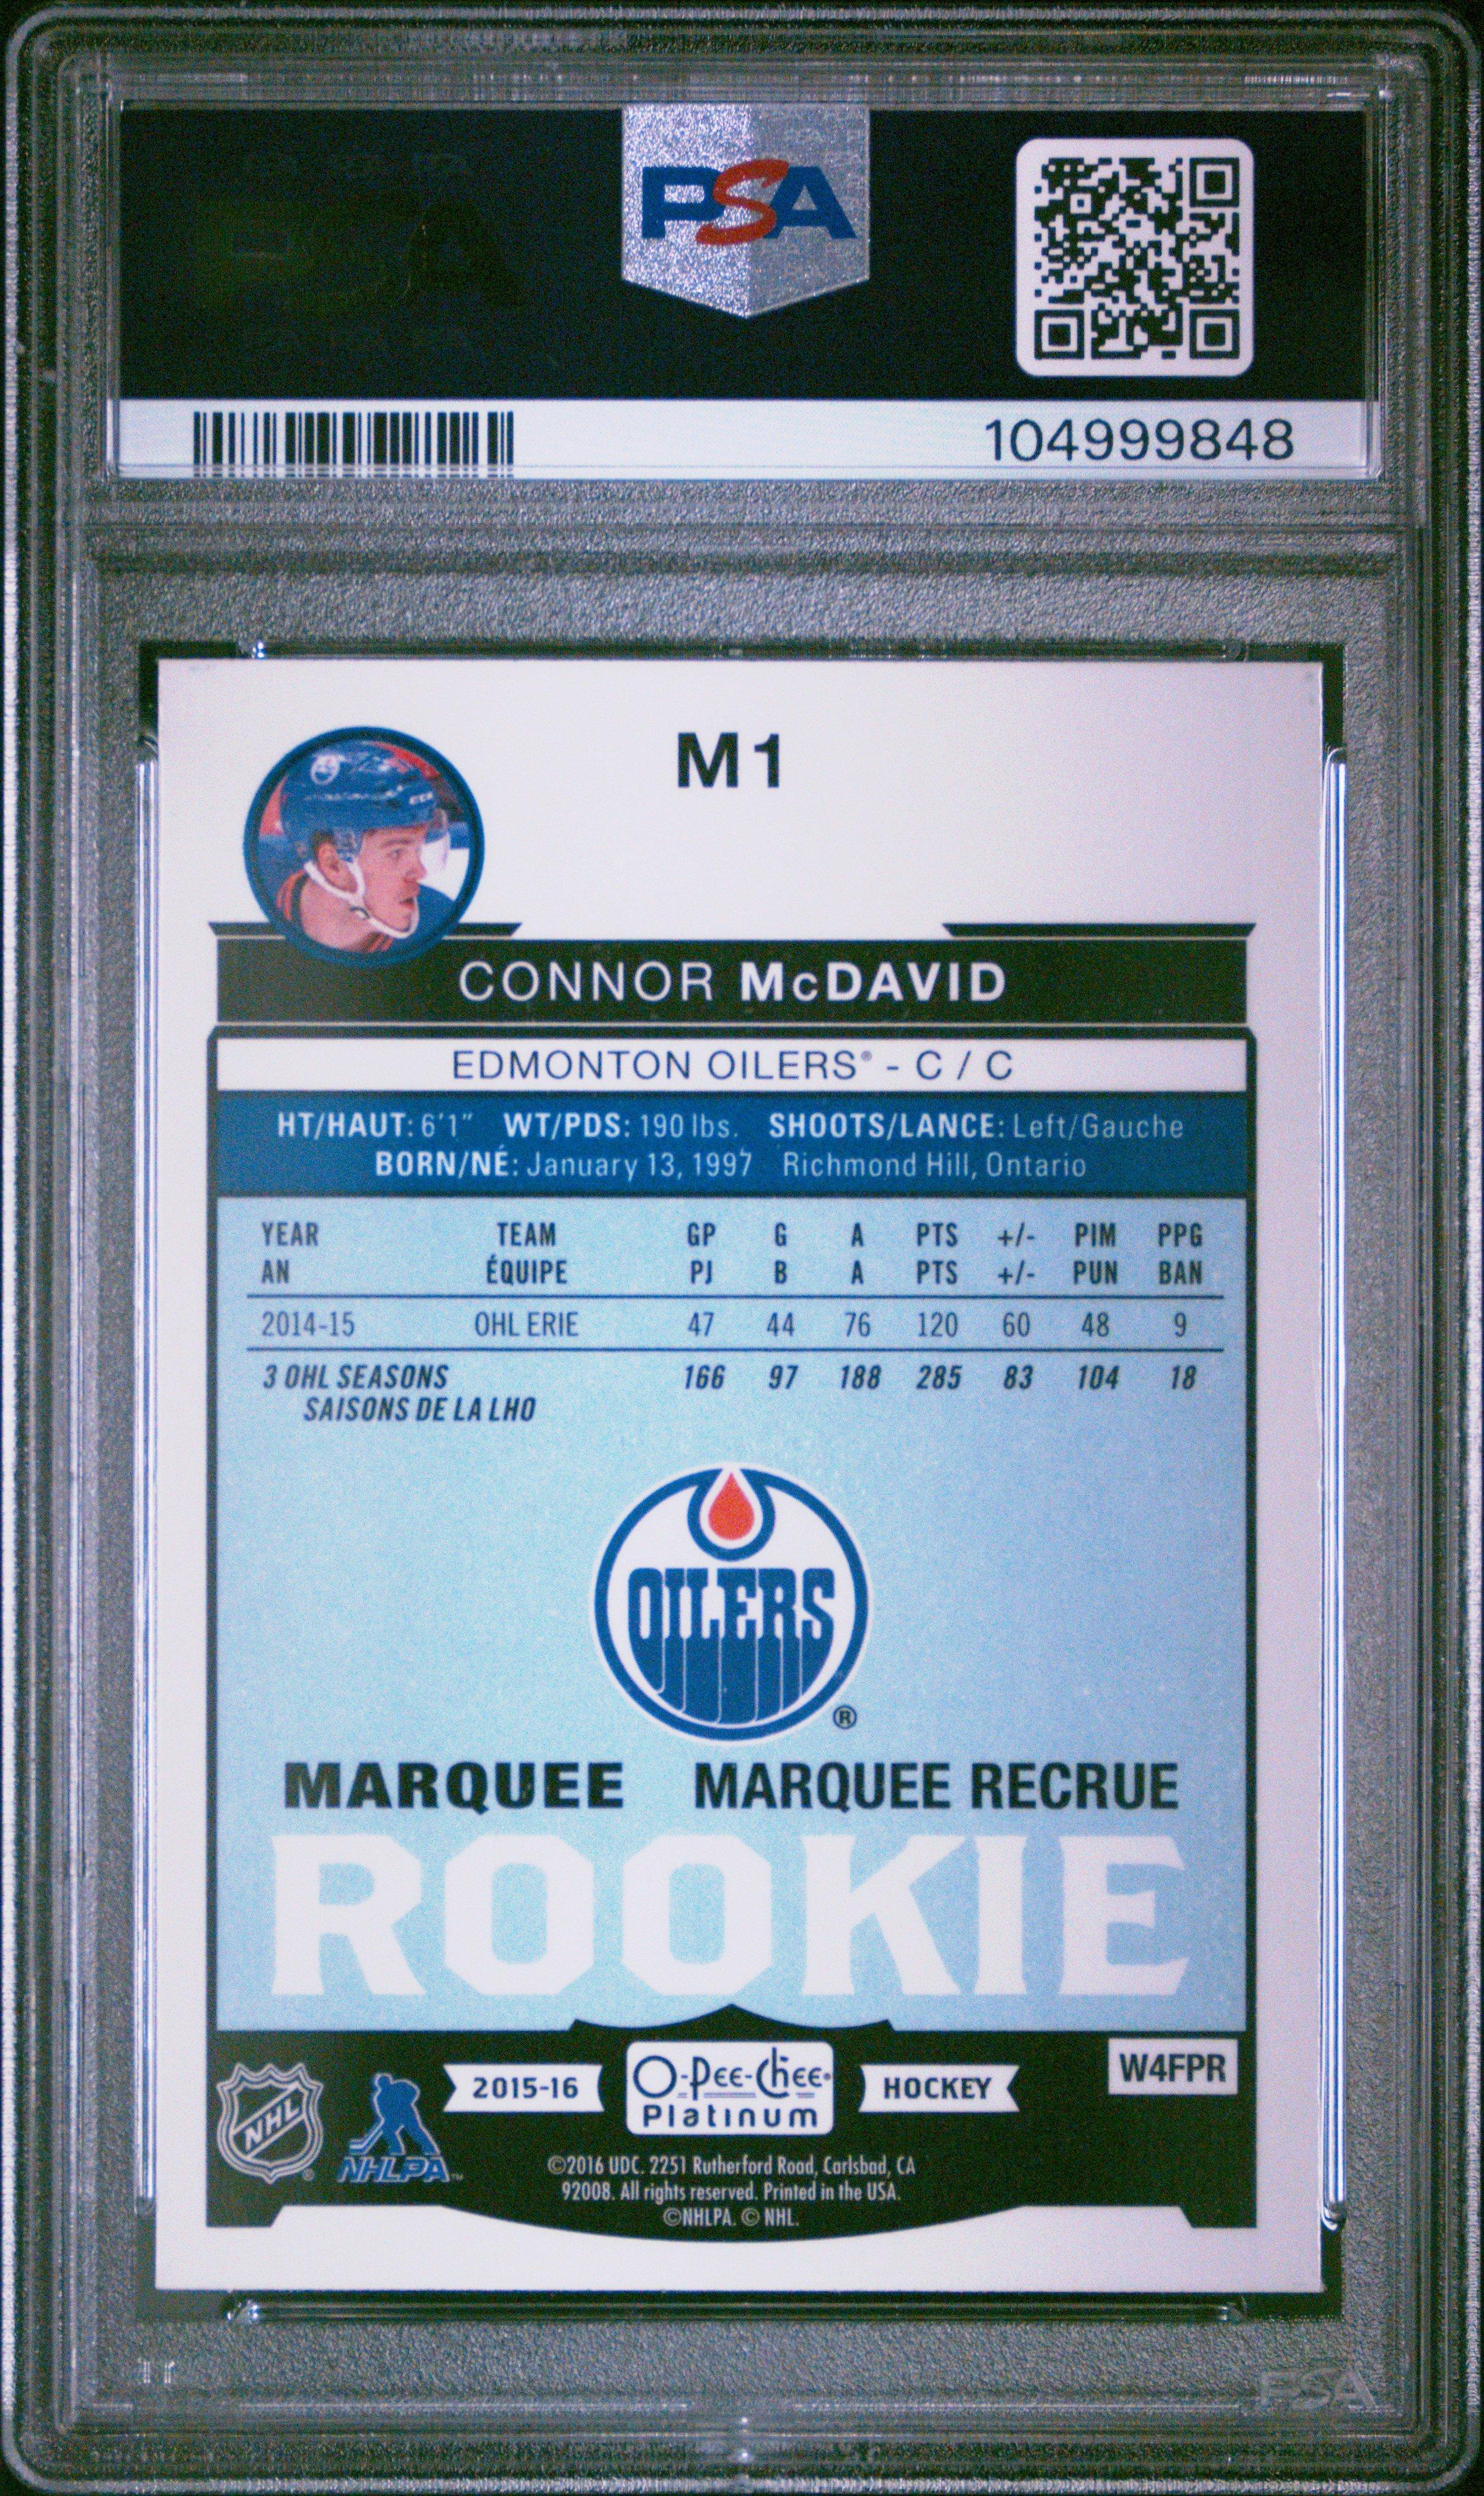 PSA
104999848
M1
CONNOR McDAVID
EDMONTON OILERS® - C / C
HT/HAUT: 6'1" WT/PDS: 190 lbs. SHOOTS/LANCE: Left/Gauche
BORN/NÉ: January 13, 1997 Richmond Hill, Ontario
YEAR TEAM GP G A PTS +/- PIM PPG
AN ÉQUIPE PJ B A PTS +/- PUN BAN
2014-15 OHL ERIE 47 44 76 120 60 48 9
3 OHL SEASONS 166 97 188 285 83 104 18
SAISONS DE LA LHO
OILERS
®
MARQUEE MARQUEE RECRUE
ROOKIE
W4FPR
2015-16 O-Pee-Chee Platinum HOCKEY
NHL ® NHLPA™
©2016 UDC. 2251 Rutherford Road, Carlsbad, CA
92008. All rights reserved. Printed in the USA.
©NHLPA. © NHL.
PSA